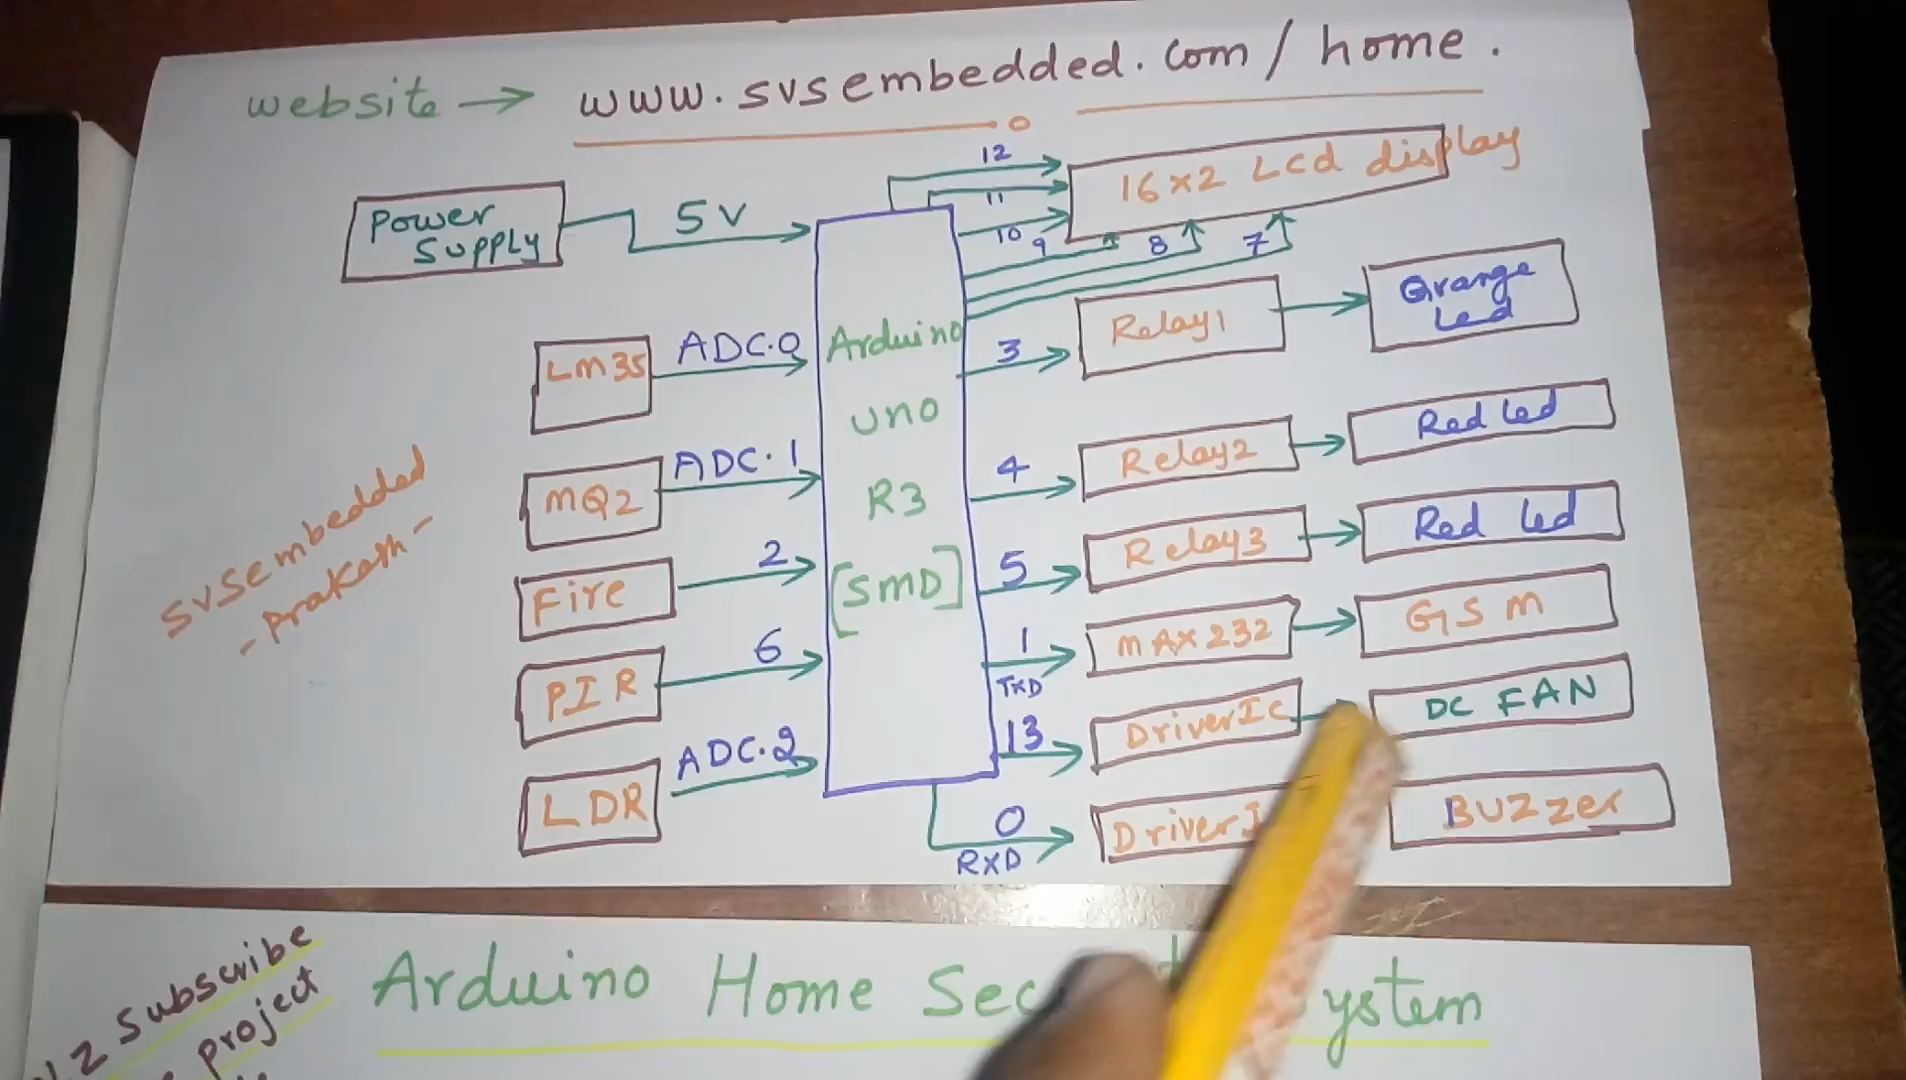 website → www.svsembedded.com/home.
12
11
10
9
8
7
16x2 Lcd display
Power
Supply
5V
Arduino
UNO
R3
[SMD]
LM35
ADC.0
MQ2
ADC.1
Fire
2
PIR
6
LDR
ADC.2
3
Relay1
Orange
Led
4
Relay2
Red Led
5
Relay3
Red Led
1
TXD
MAX232
GSM
13
DriverIC
DC FAN
0
RXD
DriverI
BUZZer
SVSEmbedded
-Prakash-
Subscribe
project
Arduino Home Sec ystem